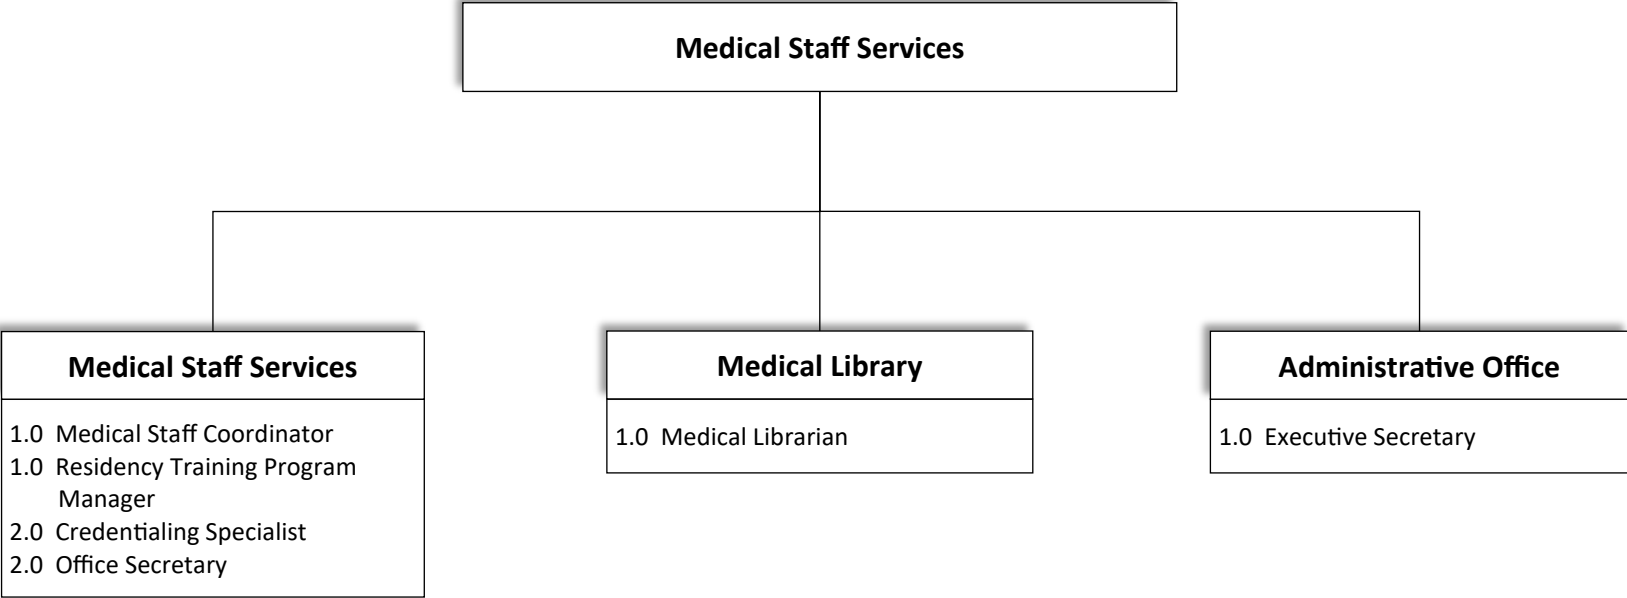 Medical Staff Services
Medical Staff Services
1.0 Medical Staff Coordinator
1.0 Residency Training Program
Manager
2.0 Credentialing Specialist
2.0 Office Secretary
Medical Library
1.0 Medical Librarian
Administrative Office
1.0 Executive Secretary